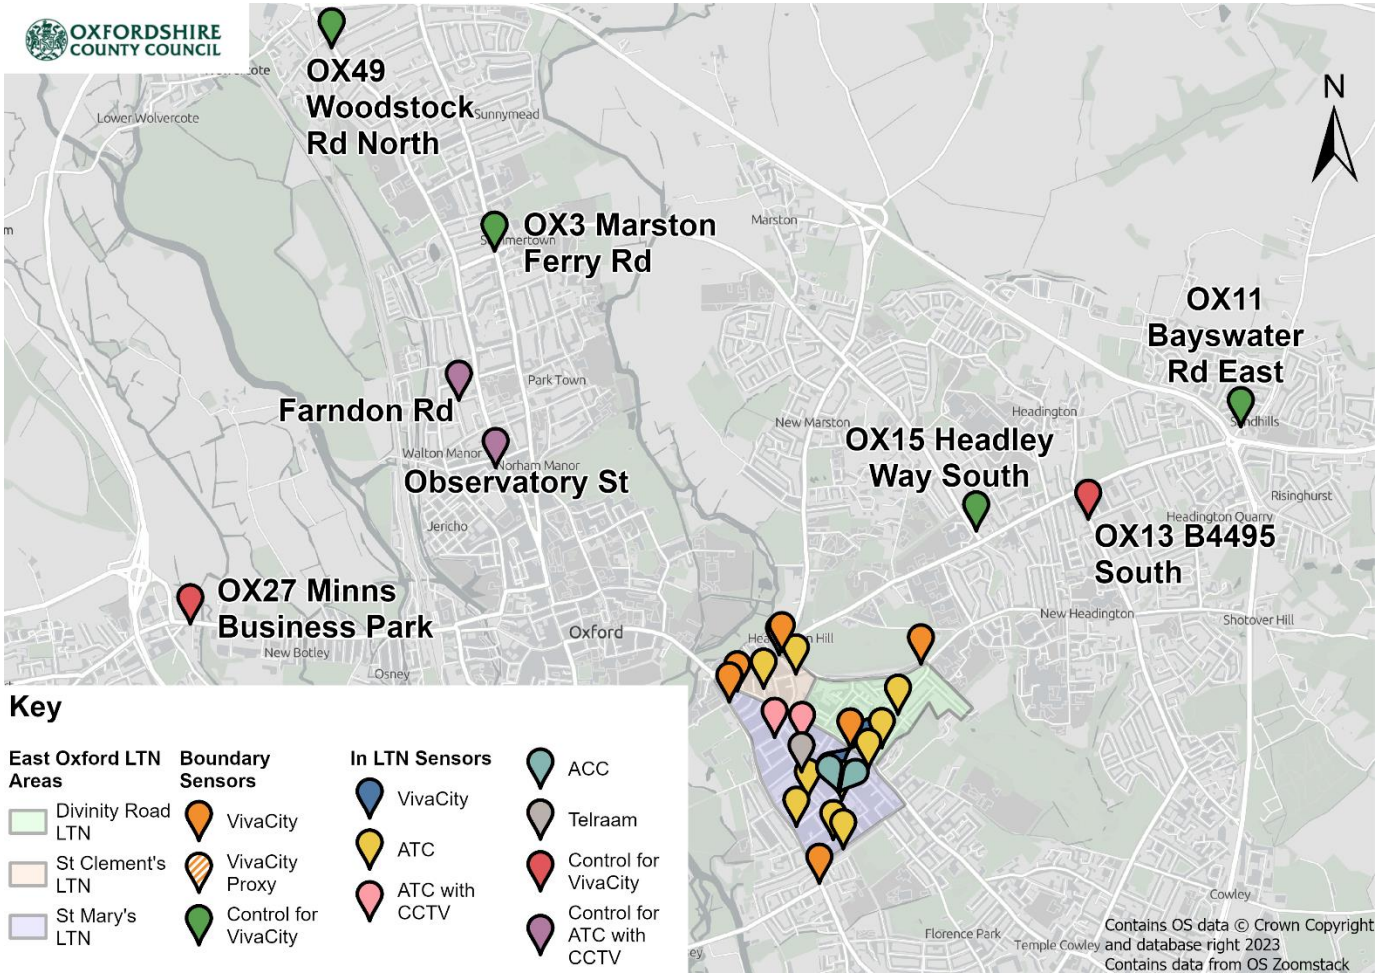 OXFORDSHIRE
COUNTY COUNCIL
Wolvercote
Lower Wolvercote
OX49
Woodstock
Rd North
Sunnymead
N
OX3 Marston
Ferry Rd
Marston
OX11
Bayswater
Rd East
Sandhills
Park Town
Farndon Rd
Walton Manor
Norham Manor
Observatory St
Jericho
New Marston
Headington
OX15 Headley
Way South
Risinghurst
Headington Quarry
OX13 B4495
South
New Headington
Shotover Hill
OX27 Minns
Business Park
New Botley
Osney
Oxford
Headington Hill
Cowley
Florence Park
Temple Cowley
Key
East Oxford LTN
Areas
Divinity Road
LTN
St Clement's
LTN
St Mary's
LTN
Boundary
Sensors
VivaCity
VivaCity
Proxy
Control for
VivaCity
In LTN Sensors
VivaCity
ATC
ATC with
CCTV
ACC
Telraam
Control for
VivaCity
Control for
ATC with
CCTV
Contains OS data © Crown Copyright
and database right 2023
Contains data from OS Zoomstack